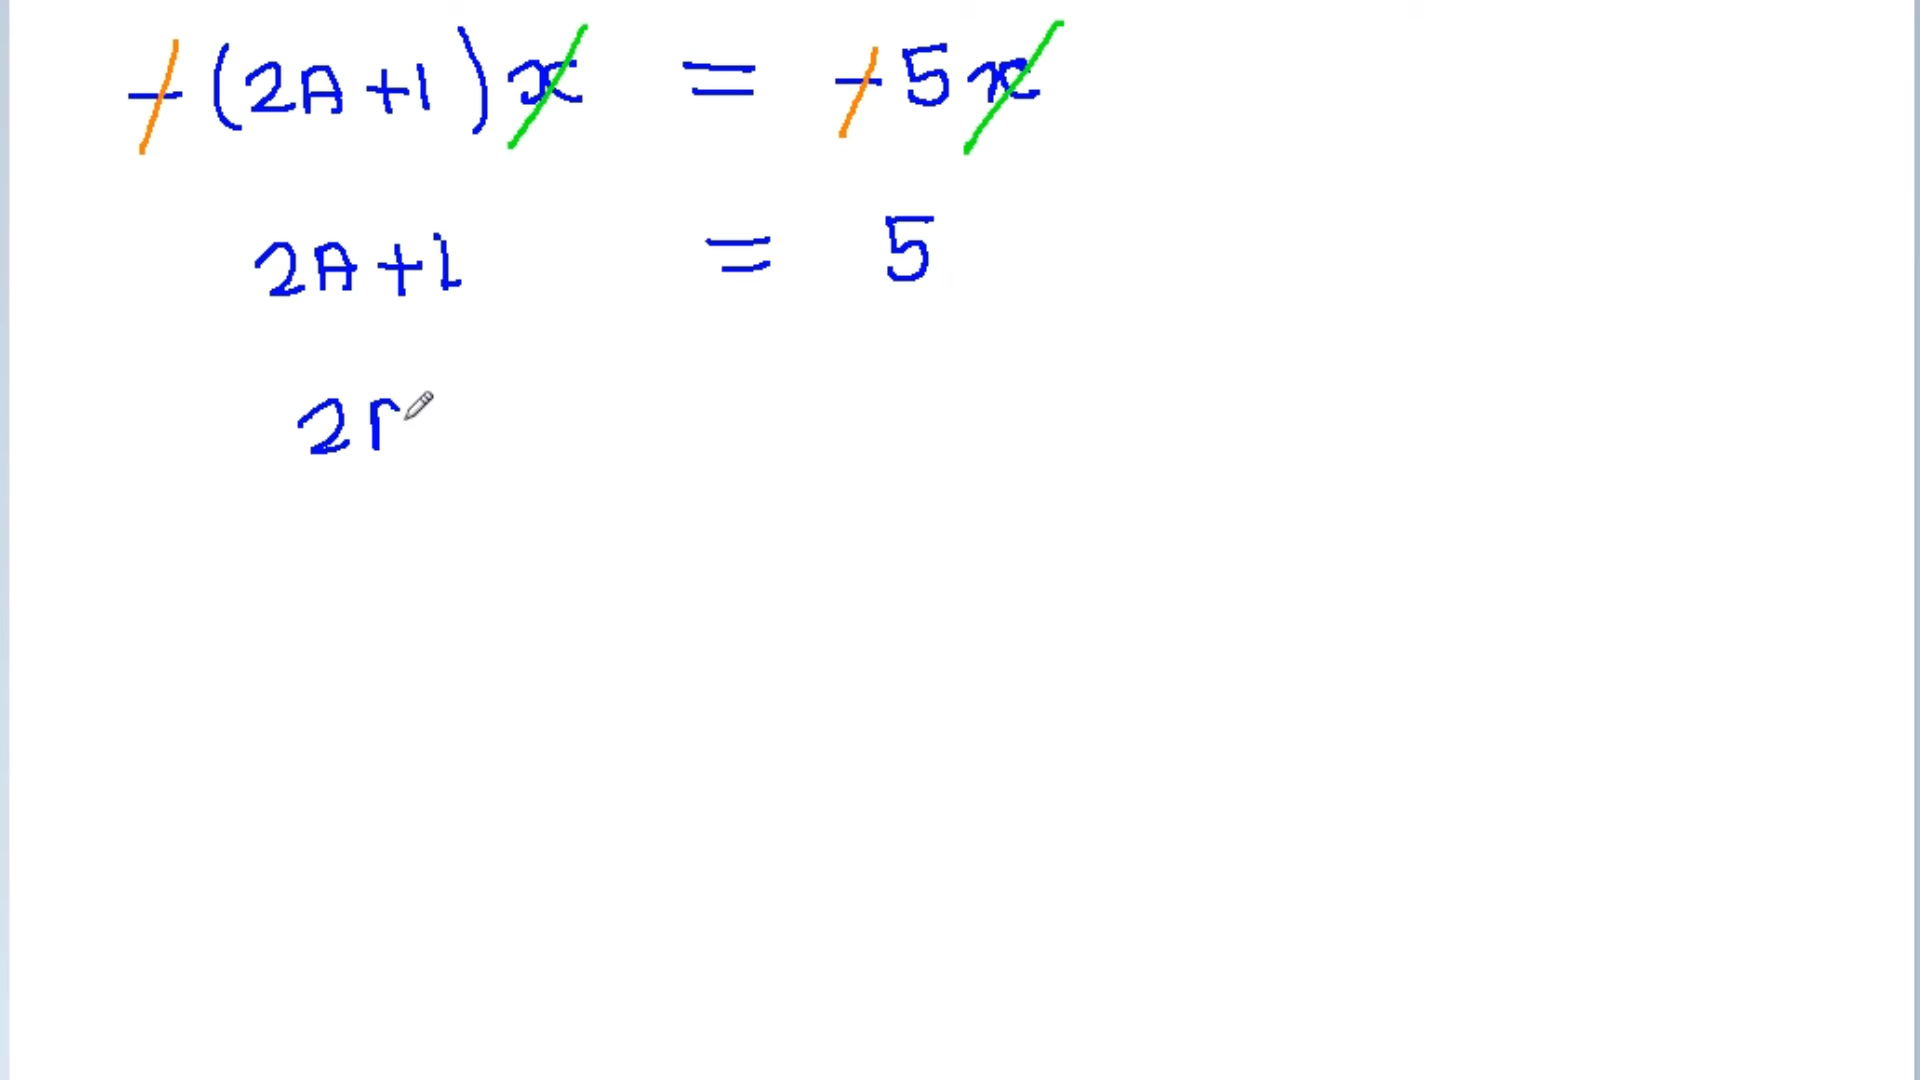 -(2A+1)x = -5x
2A+1 = 5
2